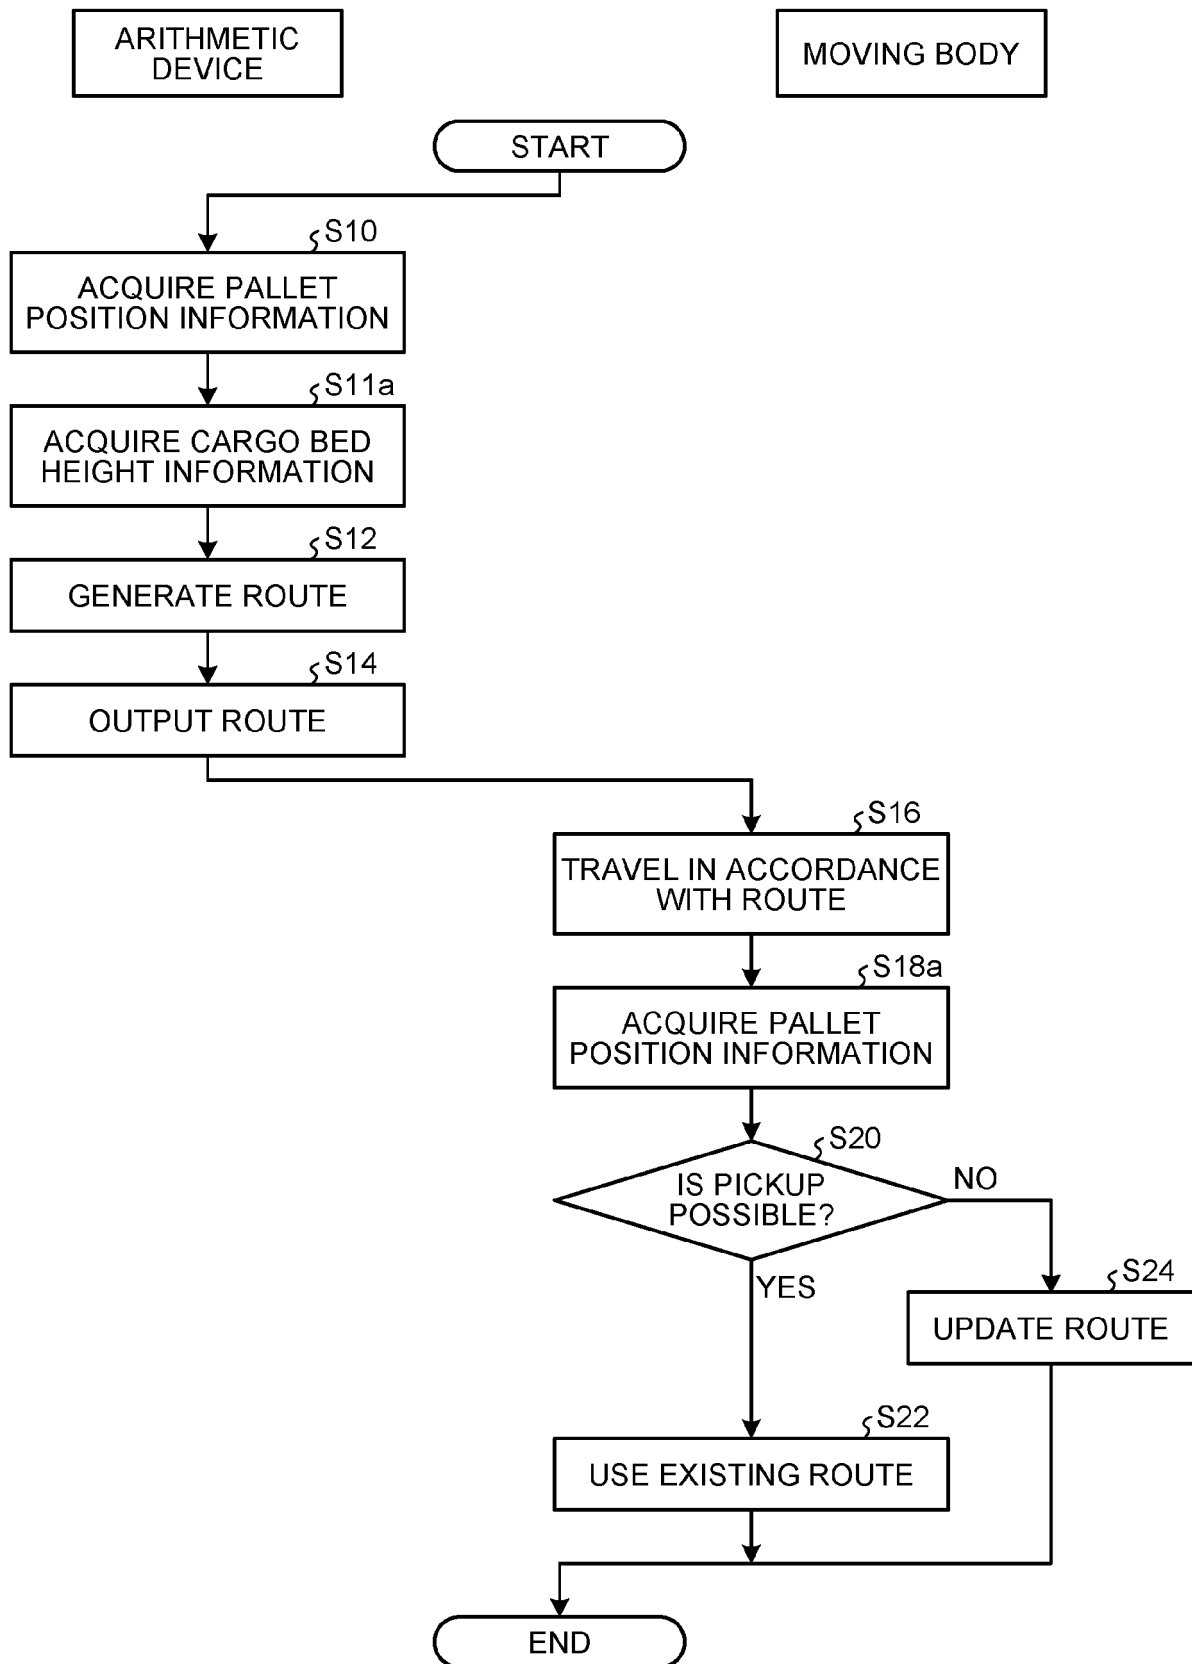 ARITHMETIC
DEVICE
MOVING BODY
START
S10
ACQUIRE PALLET
POSITION INFORMATION
S11a
ACQUIRE CARGO BED
HEIGHT INFORMATION
S12
GENERATE ROUTE
S14
OUTPUT ROUTE
S16
TRAVEL IN ACCORDANCE
WITH ROUTE
S18a
ACQUIRE PALLET
POSITION INFORMATION
S20
IS PICKUP
POSSIBLE?
NO
YES
S24
UPDATE ROUTE
S22
USE EXISTING ROUTE
END